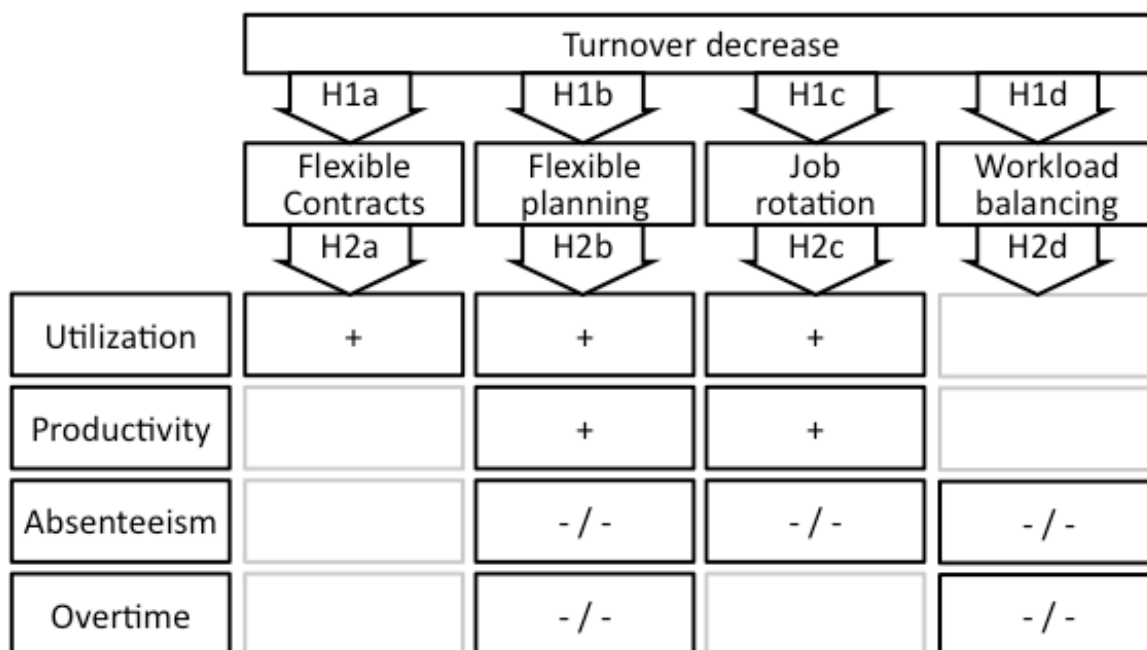 Turnover decrease
H1a H1b H1c H1d
Flexible Flexible Job Workload
Contracts planning rotation balancing
H2a H2b H2c H2d
Utilization + + +
Productivity + +
Absenteeism - / - - / - - / -
Overtime - / - - / -